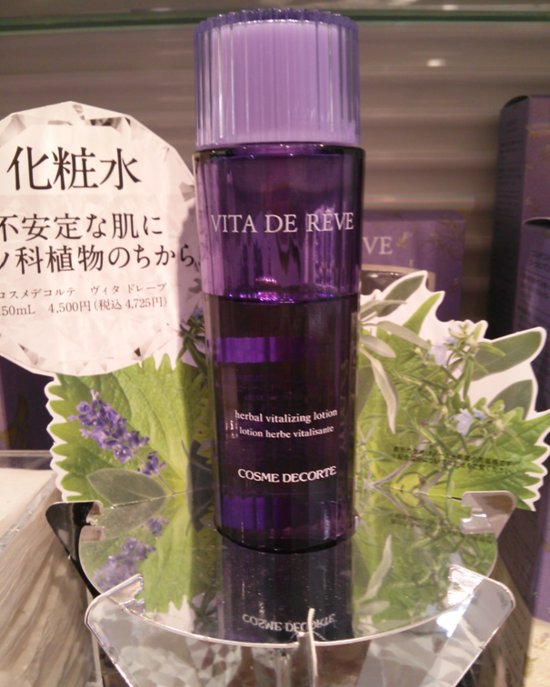 化粧水
不安定な肌に
ソ科植物のちから。
コスメデコルテ ヴィタ ドレーブ
50mL 4,500円(税込 4,725円)
VITA DE RÊVE
herbal vitalizing lotion
lotion herbe vitalisante
COSME DECORTE
VE
COSME DECORTE